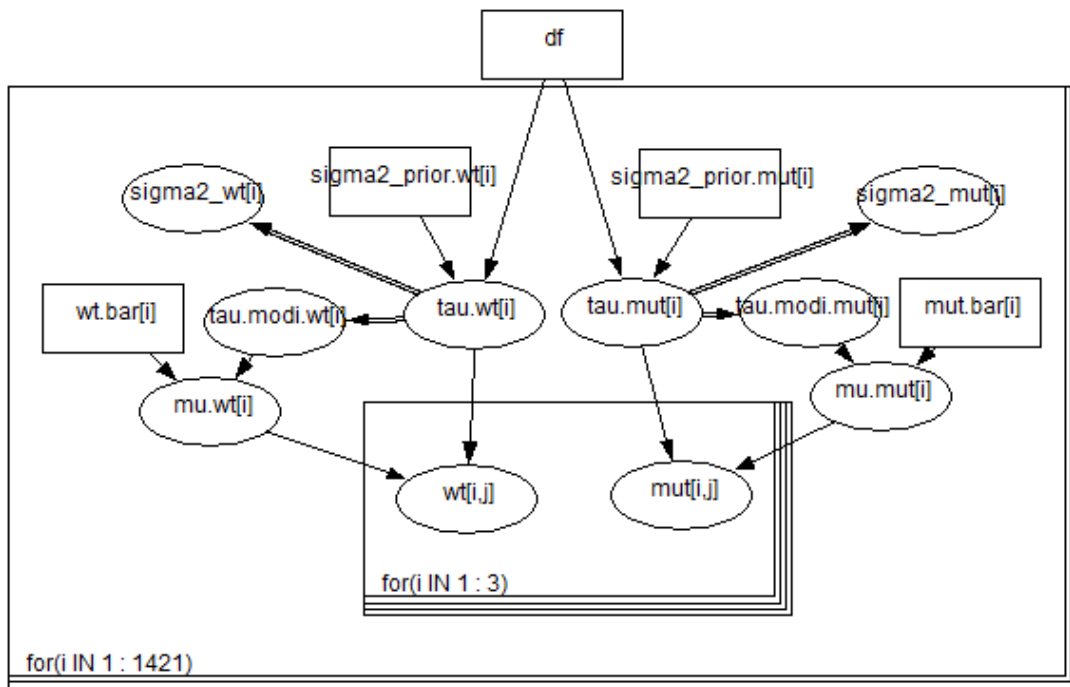 df
sigma2_prior.wt[i]
sigma2_prior.mut[i]
sigma2_wt[i]
sigma2_mut[i]
wt.bar[i]
tau.modi.wt[i]
tau.wt[i]
tau.mut[i]
tau.modi.mut[i]
mut.bar[i]
mu.wt[i]
mu.mut[i]
wt[i,j]
mut[i,j]
for(i IN 1 : 3)
for(i IN 1 : 1421)